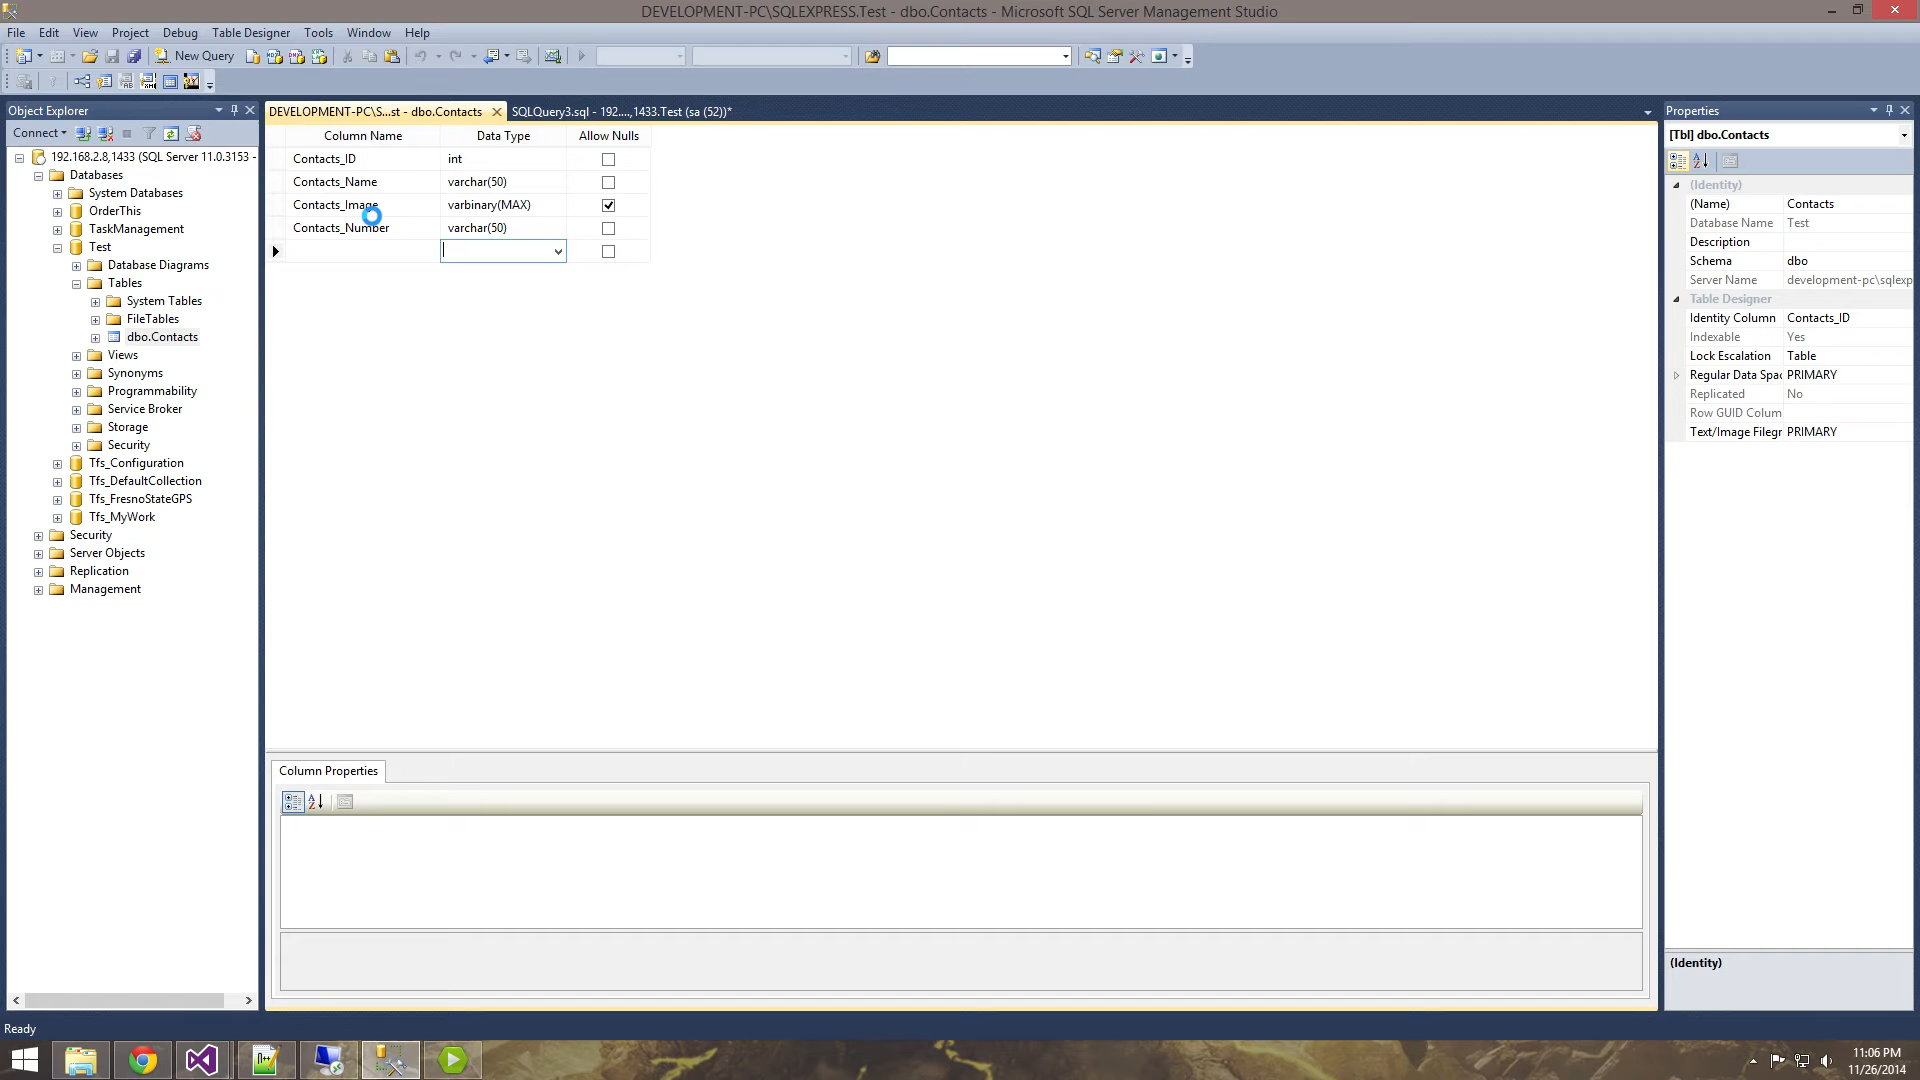 DEVELOPMENT-PC\SQLEXPRESS.Test - dbo.Contacts - Microsoft SQL Server Management Studio
File Edit View Project Debug Table Designer Tools Window Help
New Query
Object Explorer
Connect
192.168.2.8,1433 (SQL Server 11.0.3153 -
Databases
System Databases
OrderThis
TaskManagement
Test
Database Diagrams
Tables
System Tables
FileTables
dbo.Contacts
Views
Synonyms
Programmability
Service Broker
Storage
Security
Tfs_Configuration
Tfs_DefaultCollection
Tfs_FresnoStateGPS
Tfs_MyWork
Security
Server Objects
Replication
Management
DEVELOPMENT-PC\S...st - dbo.Contacts
SQLQuery3.sql - 192....,1433.Test (sa (52))*
Column Name Data Type Allow Nulls
Contacts_ID int
Contacts_Name varchar(50)
Contacts_Image varbinary(MAX)
Contacts_Number varchar(50)
Column Properties
Properties
[Tbl] dbo.Contacts
(Identity)
(Name) Contacts
Database Name Test
Description
Schema dbo
Server Name development-pc\sqlexp
Table Designer
Identity Column Contacts_ID
Indexable Yes
Lock Escalation Table
Regular Data Spac PRIMARY
Replicated No
Row GUID Colum
Text/Image Filegr PRIMARY
(Identity)
Ready
11:06 PM
11/26/2014